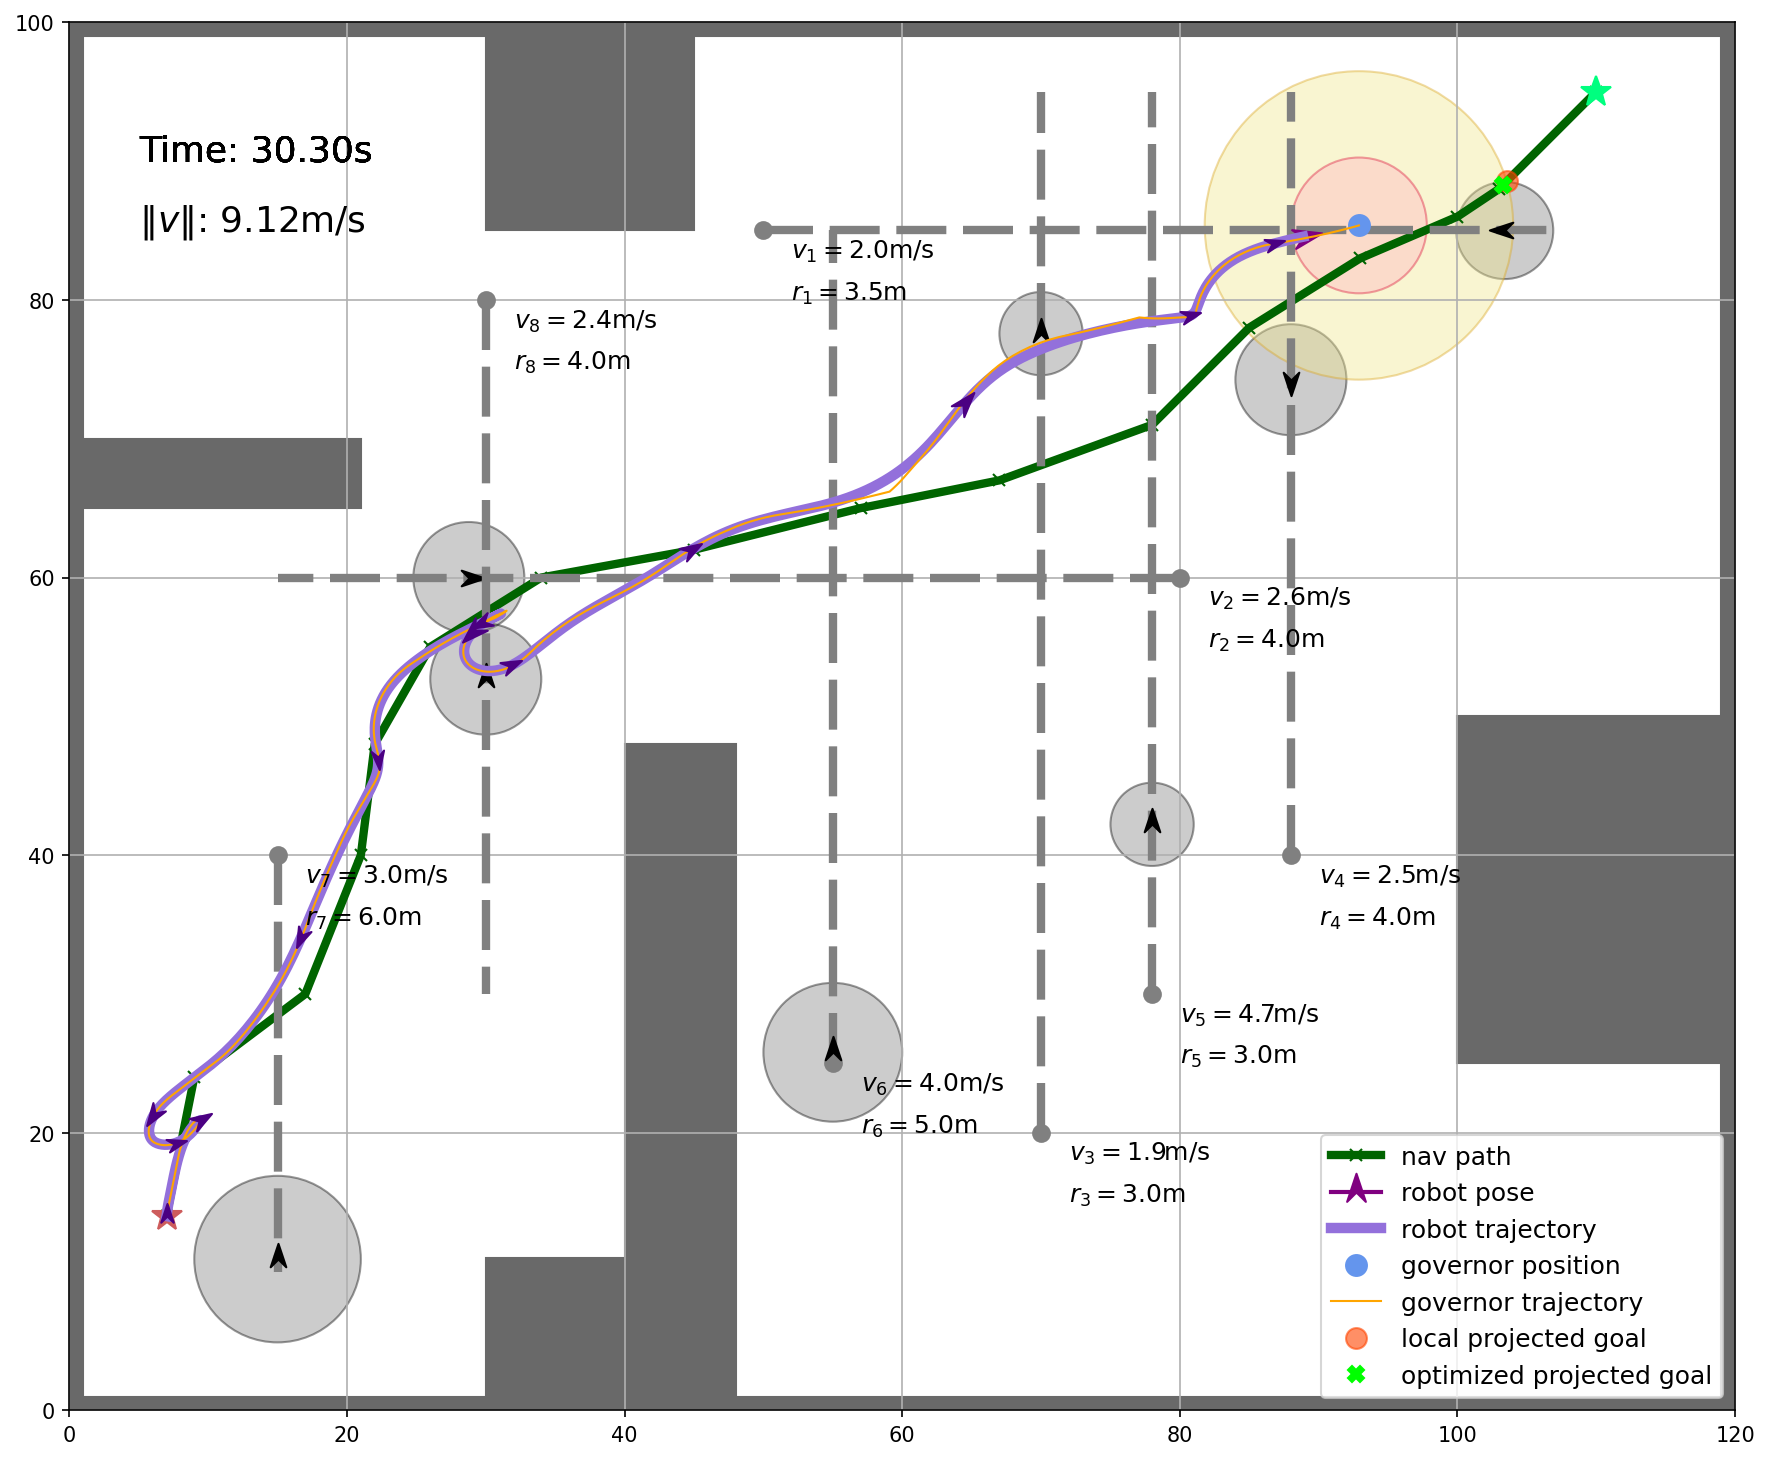 100
80
60
40
20
0
0
20
40
60
80
100
120
Time: 30.30s
‖v‖: 9.12m/s
v₁ = 2.0m/s
r₁ = 3.5m
v₈ = 2.4m/s
r₈ = 4.0m
v₂ = 2.6m/s
r₂ = 4.0m
v₇ = 3.0m/s
r₇ = 6.0m
v₄ = 2.5m/s
r₄ = 4.0m
v₅ = 4.7m/s
r₅ = 3.0m
v₆ = 4.0m/s
r₆ = 5.0m
v₃ = 1.9m/s
r₃ = 3.0m
nav path
robot pose
robot trajectory
governor position
governor trajectory
local projected goal
optimized projected goal